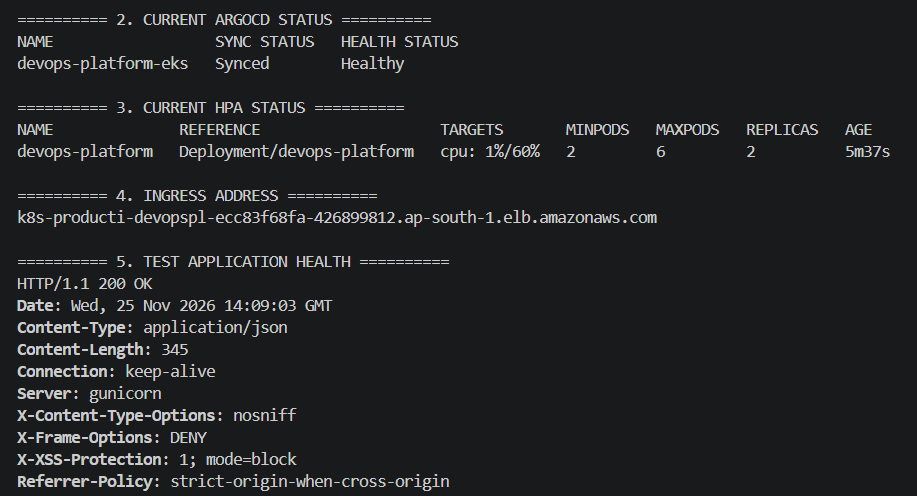 ========== 2. CURRENT ARGOCD STATUS ==========
NAME                  SYNC STATUS   HEALTH STATUS
devops-platform-eks   Synced        Healthy

========== 3. CURRENT HPA STATUS ==========
NAME              REFERENCE                    TARGETS       MINPODS   MAXPODS   REPLICAS   AGE
devops-platform   Deployment/devops-platform   cpu: 1%/60%   2         6         2          5m37s

========== 4. INGRESS ADDRESS ==========
k8s-producti-devopspl-ecc83f68fa-426899812.ap-south-1.elb.amazonaws.com

========== 5. TEST APPLICATION HEALTH ==========
HTTP/1.1 200 OK
Date: Wed, 25 Nov 2026 14:09:03 GMT
Content-Type: application/json
Content-Length: 345
Connection: keep-alive
Server: gunicorn
X-Content-Type-Options: nosniff
X-Frame-Options: DENY
X-XSS-Protection: 1; mode=block
Referrer-Policy: strict-origin-when-cross-origin